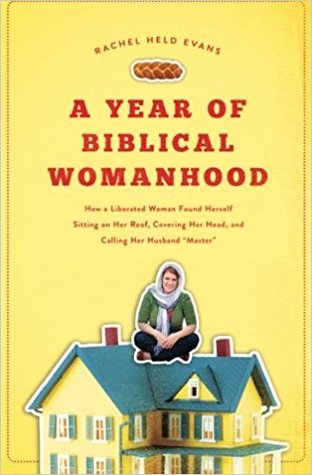 RACHEL HELD EVANS
A YEAR OF
BIBLICAL
WOMANHOOD
How a Liberated Woman Found Herself
Sitting on Her Roof, Covering Her Head, and
Calling Her Husband “Master”